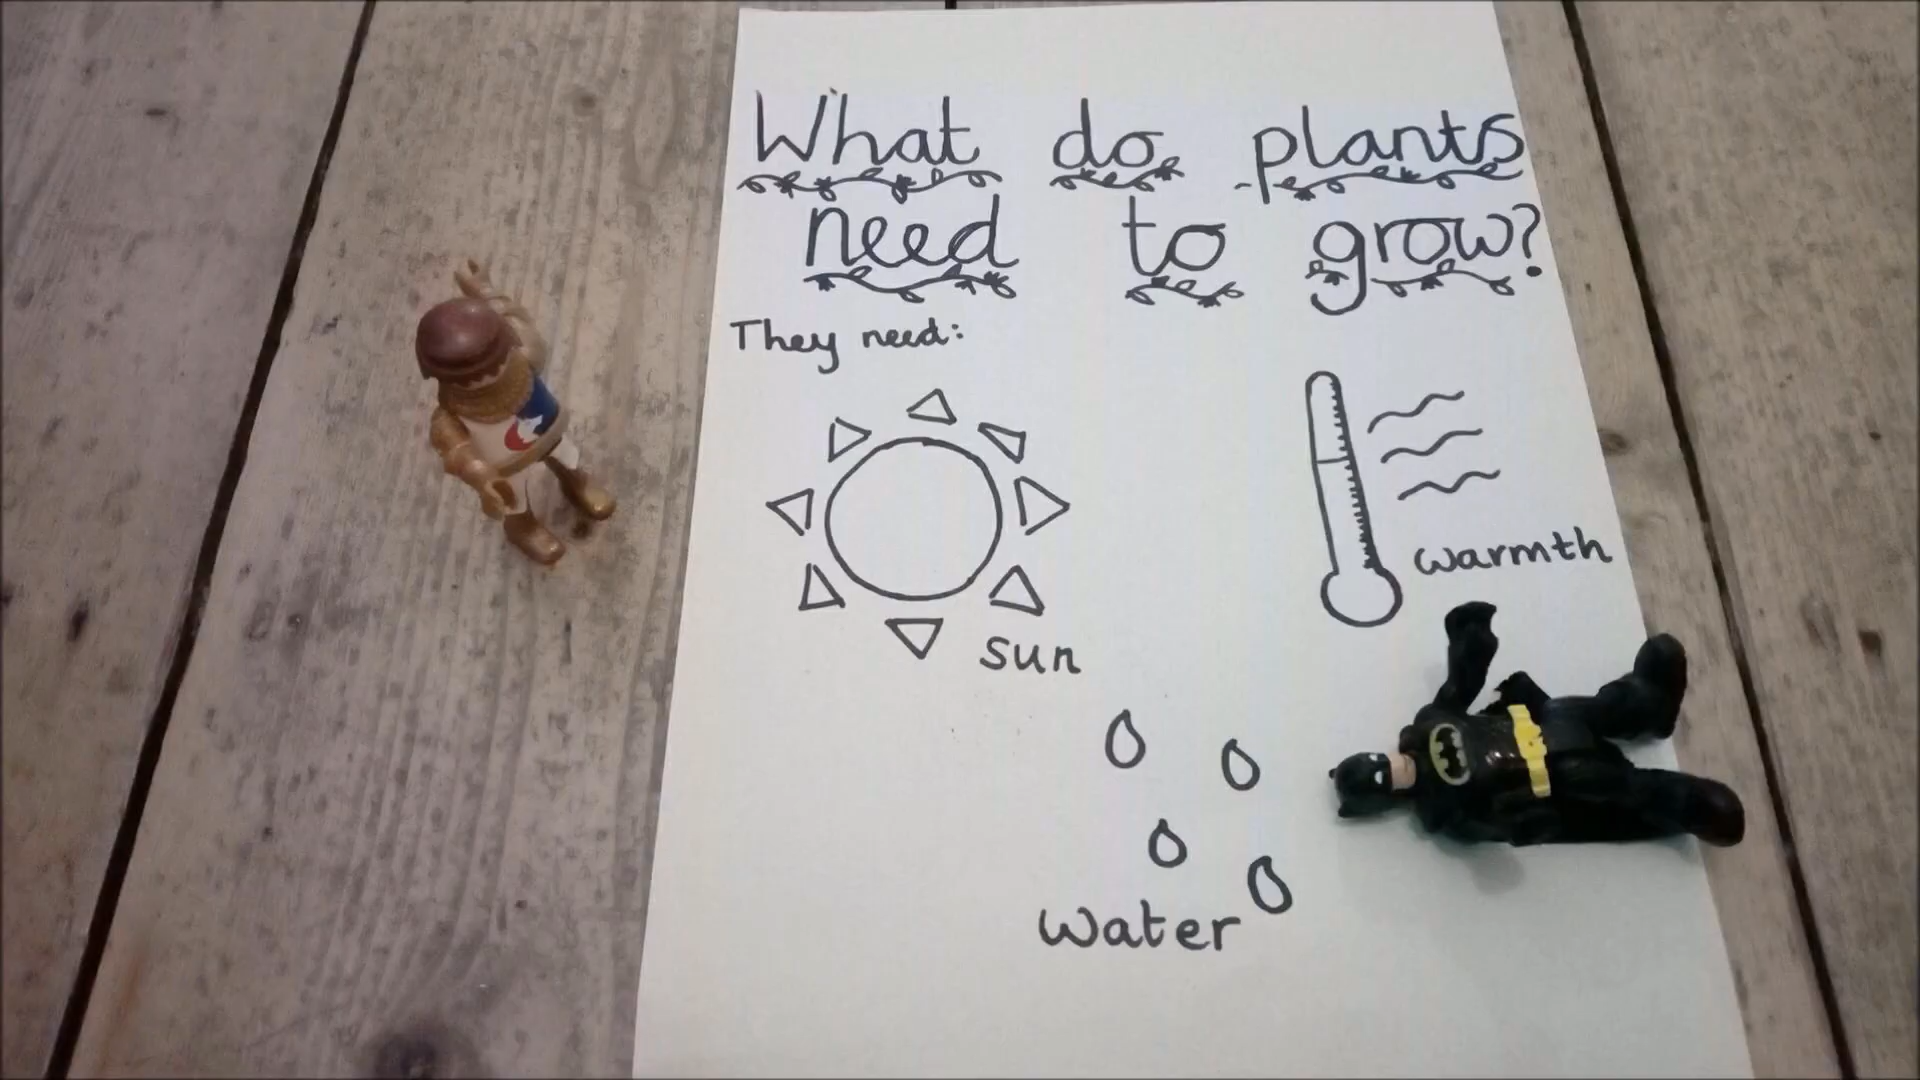 What do plants
need to grow?
They need:
warmth
sun
water